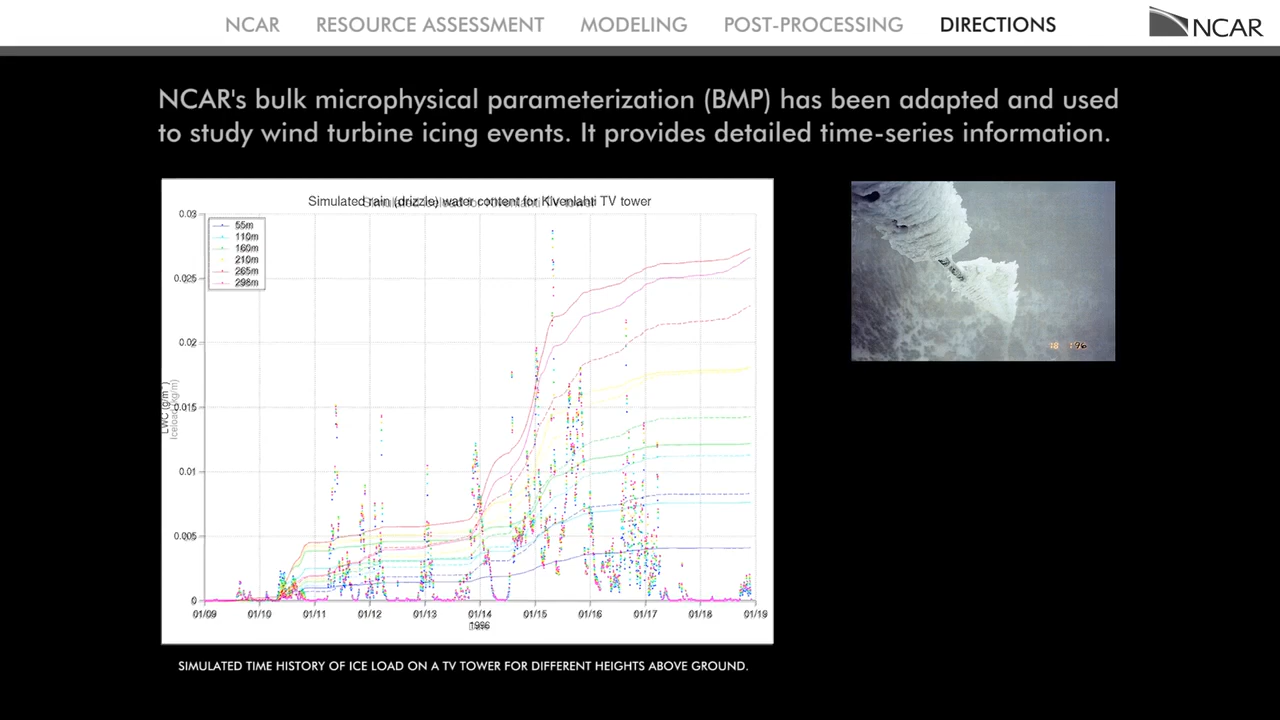 NCAR RESOURCE ASSESSMENT MODELING POST-PROCESSING DIRECTIONS NCAR
NCAR's bulk microphysical parameterization (BMP) has been adapted and used
to study wind turbine icing events. It provides detailed time-series information.
Simulated rain (drizzle) water content for Kivenlahti TV tower
0.03
0.025
0.02
0.015
0.01
0.005
0
55m
110m
160m
210m
265m
298m
LWC (g/m
Iceload (kg/m)
01/09 01/10 01/11 01/12 01/13 01/14 01/15 01/16 01/17 01/18 01/19
1996
SIMULATED TIME HISTORY OF ICE LOAD ON A TV TOWER FOR DIFFERENT HEIGHTS ABOVE GROUND.